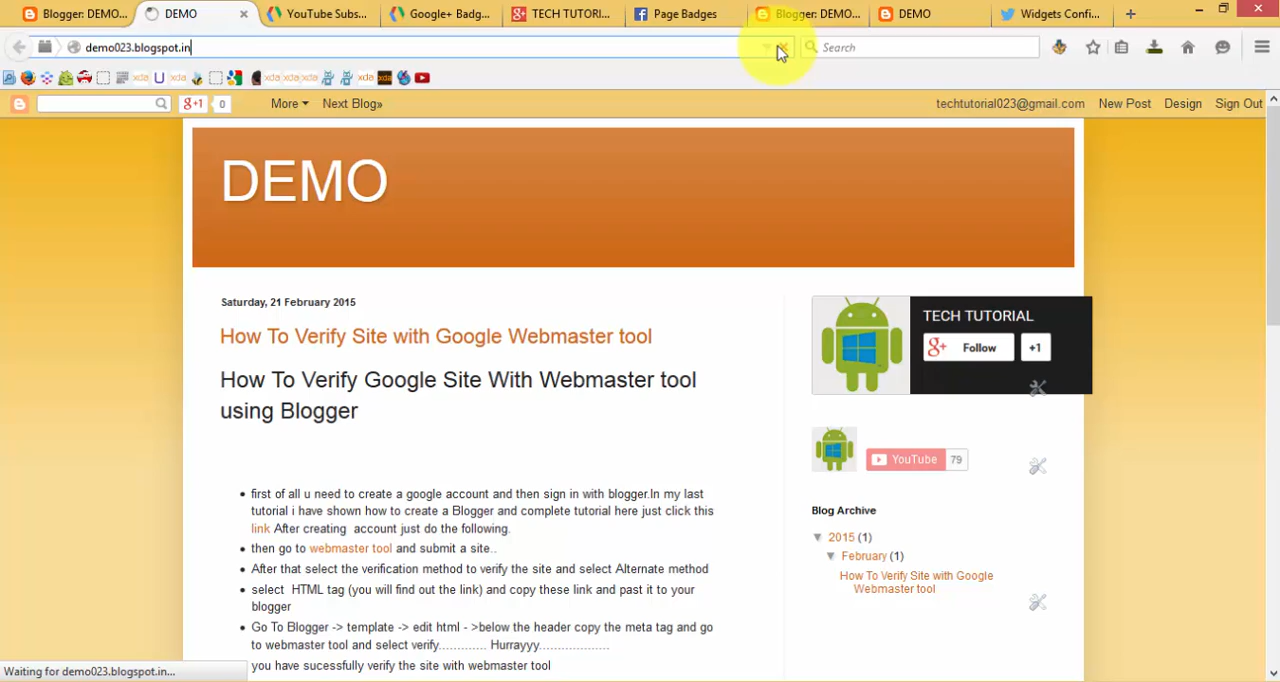 Blogger: DEMO... DEMO YouTube Subs... Google+ Badg... TECH TUTORI... Page Badges Blogger: DEMO... DEMO Widgets Confi...
demo023.blogspot.in Search
xda U xda xda xda xda xda
g+1 0 More Next Blog» techtutorial023@gmail.com New Post Design Sign Out
DEMO
Saturday, 21 February 2015
How To Verify Site with Google Webmaster tool
How To Verify Google Site With Webmaster tool
using Blogger
first of all u need to create a google account and then sign in with blogger.In my last
tutorial i have shown how to create a Blogger and complete tutorial here just click this
link After creating account just do the following.
then go to webmaster tool and submit a site..
After that select the verification method to verify the site and select Alternate method
select HTML tag (you will find out the link) and copy these link and past it to your
blogger
Go To Blogger -> template -> edit html - ->below the header copy the meta tag and go
to webmaster tool and select verify............. Hurrayyy...................
you have sucessfully verify the site with webmaster tool
TECH TUTORIAL
g+ Follow +1
YouTube 79
Blog Archive
▼ 2015 (1)
▼ February (1)
How To Verify Site with Google
Webmaster tool
Waiting for demo023.blogspot.in...